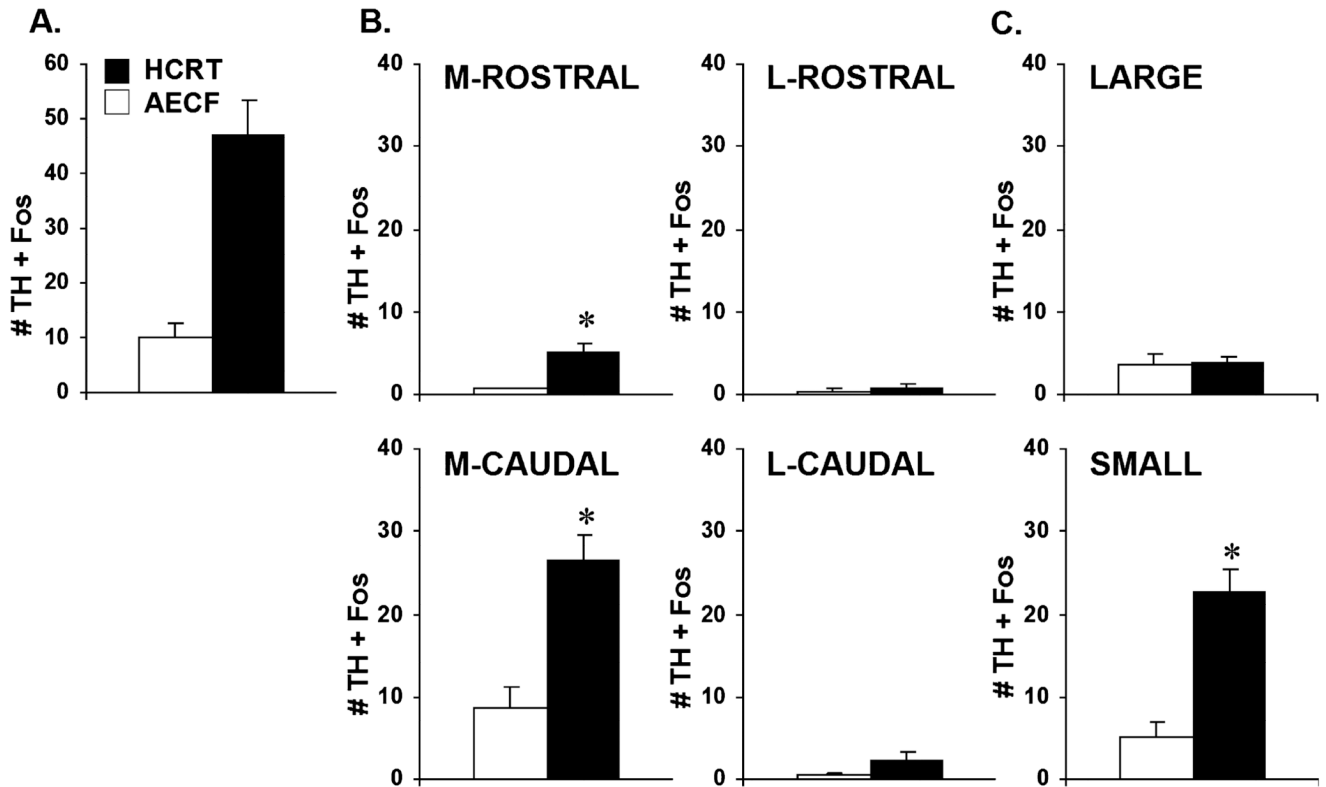 A.
60
50
40
30
20
10
0
# TH + Fos
HCRT
AECF
B.
M-ROSTRAL
40
30
20
10
0
# TH + Fos
*
L-ROSTRAL
40
30
20
10
0
# TH + Fos
C.
LARGE
40
30
20
10
0
# TH + Fos
M-CAUDAL
40
30
20
10
0
# TH + Fos
*
L-CAUDAL
40
30
20
10
0
# TH + Fos
SMALL
40
30
20
10
0
# TH + Fos
*